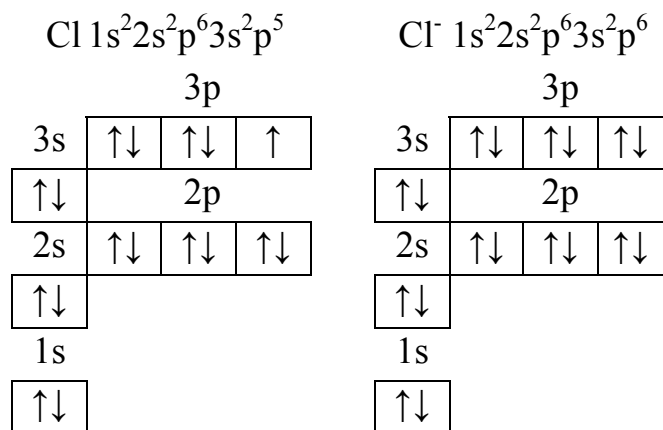 Cl 1s²2s²p⁶3s²p⁵ Cl⁻ 1s²2s²p⁶3s²p⁶
3p 3p
3s ↑↓ ↑↓ ↑ 3s ↑↓ ↑↓ ↑↓
↑↓ 2p ↑↓ 2p
2s ↑↓ ↑↓ ↑↓ 2s ↑↓ ↑↓ ↑↓
↑↓ ↑↓
1s 1s
↑↓ ↑↓